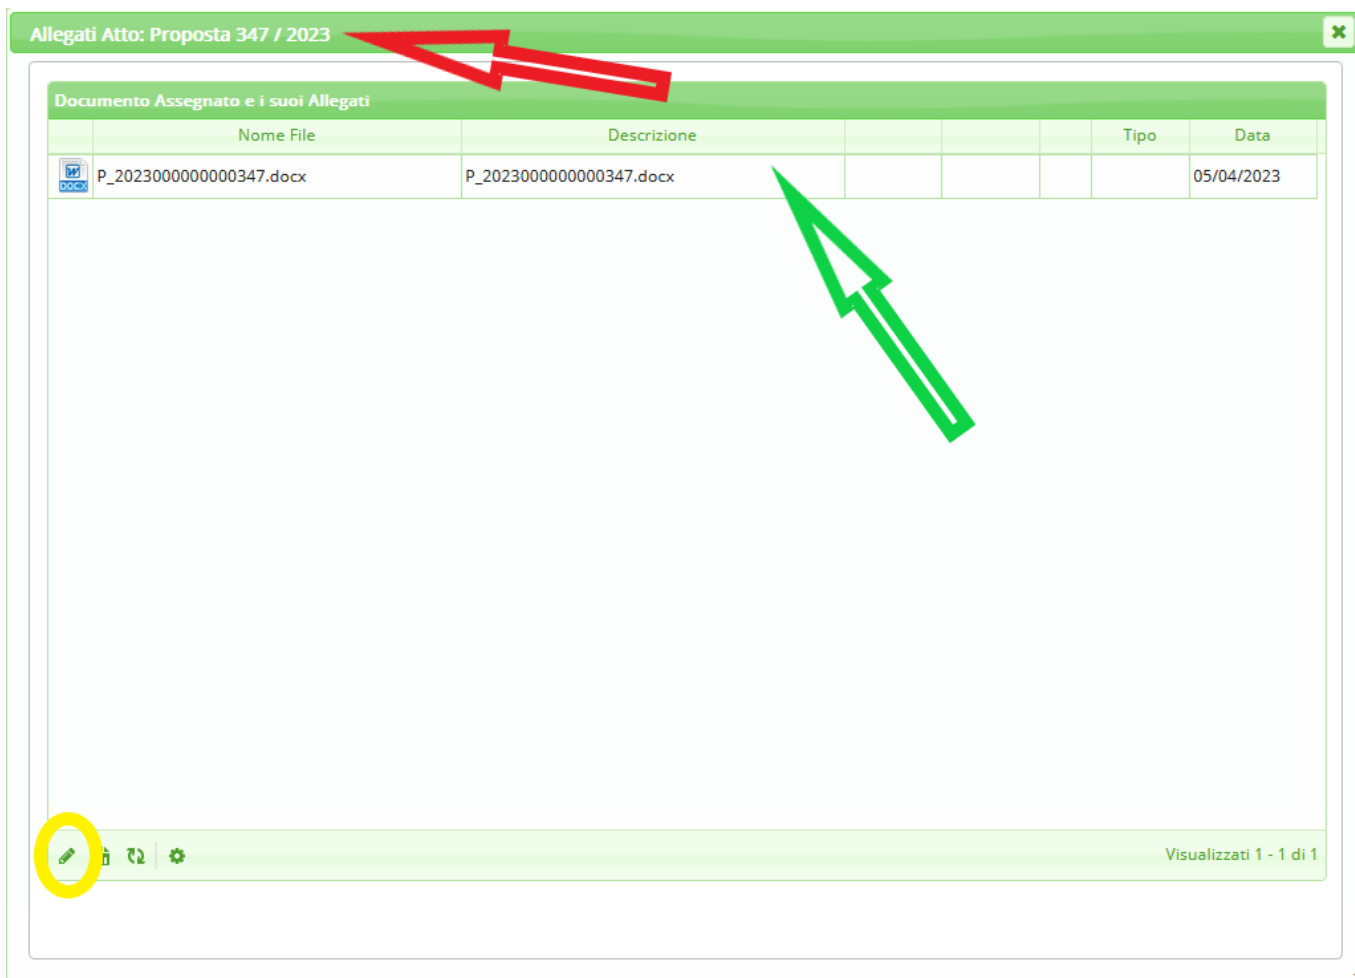 Allegati Atto: Proposta 347 / 2023
Documento Assegnato e i suoi Allegati
Nome File Descrizione Tipo Data
DOCX P_2023000000000347.docx P_2023000000000347.docx 05/04/2023
Visualizzati 1 - 1 di 1